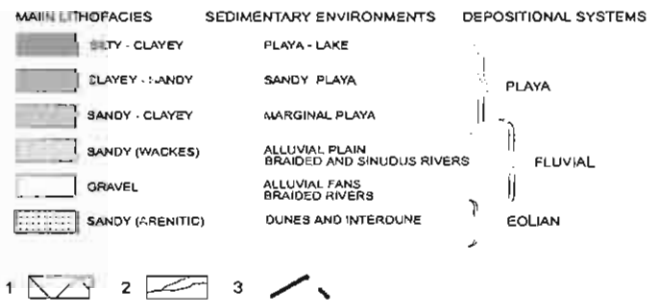 MAIIN LITHOFACIES SEDIMENTARY ENVIRONMENTS DEPOSITIONAL SYSTEMS
SILTY - CLAYEY PLAYA - LAKE
CLAYEY - SANDY SANDY PLAYA
PLAYA
SANDY - CLAYEY MARGINAL PLAYA
SANDY (WACKES) ALLUVIAL PLAIN
BRAIDED AND SINUDUS RIVERS
FLUVIAL
GRAVEL ALLUVIAL FANS
BRAIDED RIVERS
SANDY (ARENITIC) DUNES AND INTERDUNE EOLIAN
1 2 3